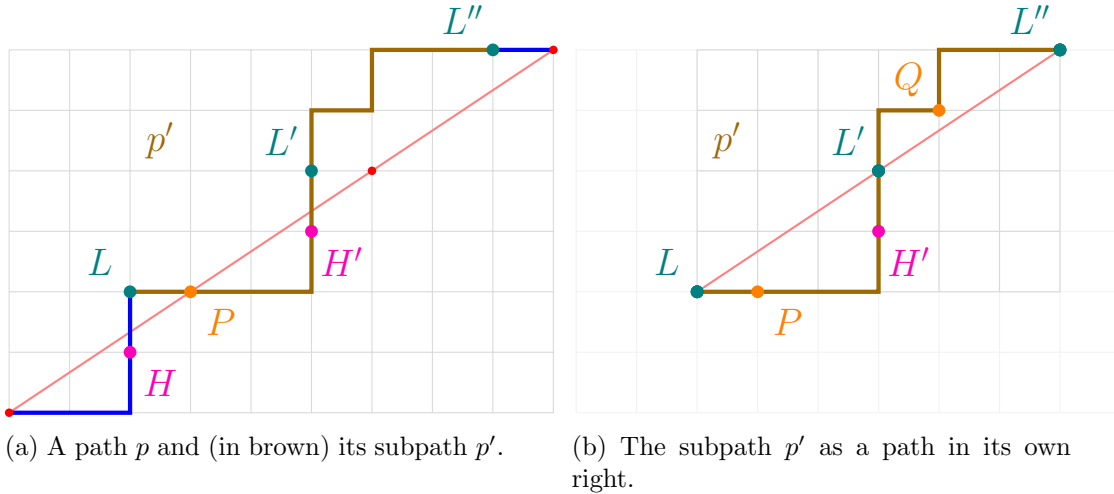 L″
p′
L′
L
H′
P
H
(a) A path p and (in brown) its subpath p′.
L″
Q
p′
L′
L
H′
P
(b) The subpath p′ as a path in its own
right.